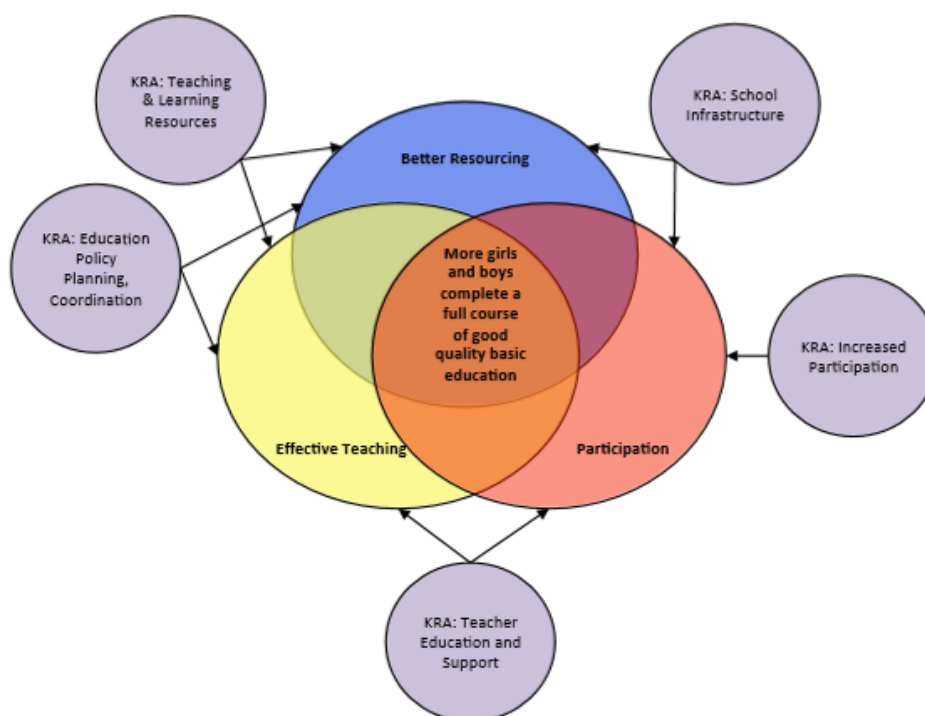 KRA: Teaching
& Learning
Resources
KRA: School
Infrastructure
Better Resourcing
KRA: Education
Policy
Planning,
Coordination
More girls
and boys
complete a
full course
of good
quality basic
education
KRA: Increased
Participation
Effective Teaching
Participation
KRA: Teacher
Education and
Support